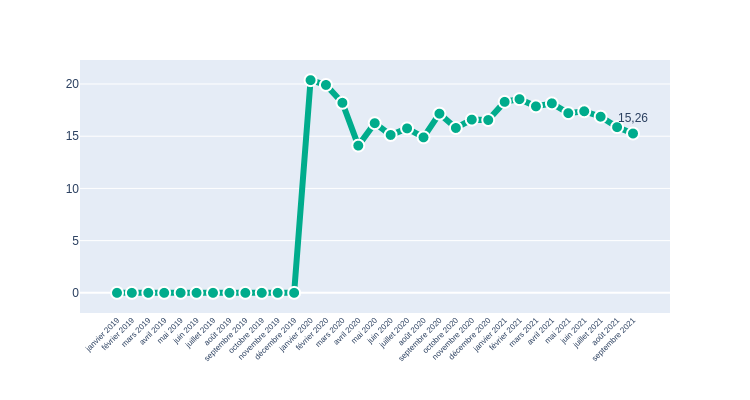 20
15
10
5
0
15,26
janvier 2019
février 2019
mars 2019
avril 2019
mai 2019
juin 2019
juillet 2019
août 2019
septembre 2019
octobre 2019
novembre 2019
décembre 2019
janvier 2020
février 2020
mars 2020
avril 2020
mai 2020
juin 2020
juillet 2020
août 2020
septembre 2020
octobre 2020
novembre 2020
décembre 2020
janvier 2021
février 2021
mars 2021
avril 2021
mai 2021
juin 2021
juillet 2021
août 2021
septembre 2021